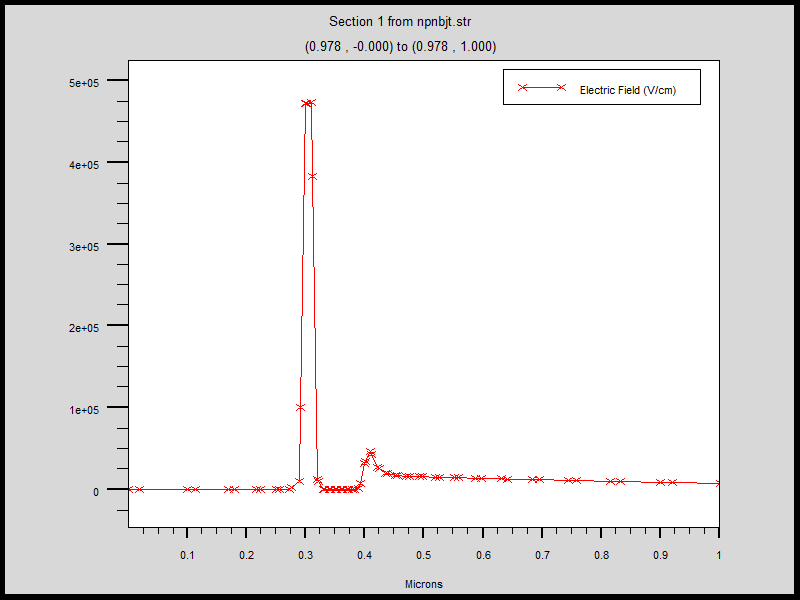 Section 1 from npnbjt.str
(0.978 , -0.000) to (0.978 , 1.000)
Electric Field (V/cm)
5e+05
4e+05
3e+05
2e+05
1e+05
0
0.1 0.2 0.3 0.4 0.5 0.6 0.7 0.8 0.9 1
Microns